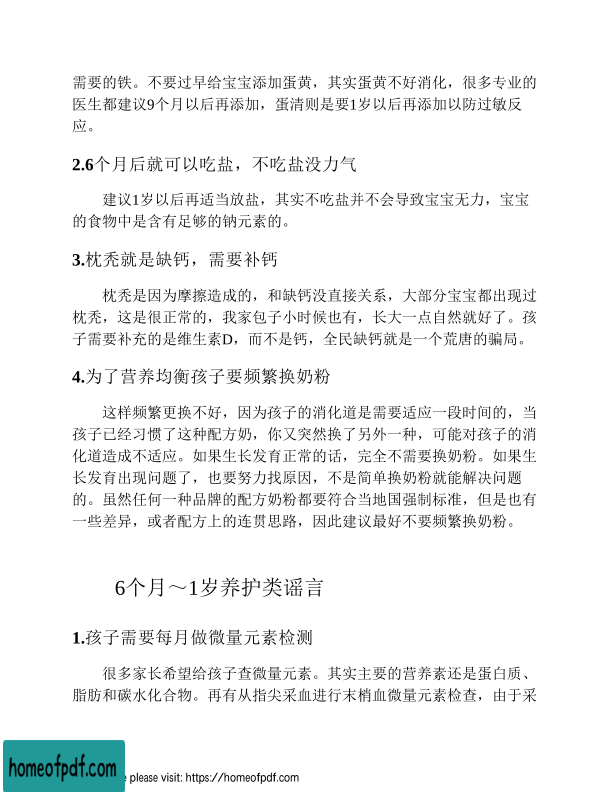 需要的铁。不要过早给宝宝添加蛋黄，其实蛋黄不好消化，很多专业的
医生都建议9个月以后再添加，蛋清则是要1岁以后再添加以防过敏反
应。
2.6个月后就可以吃盐，不吃盐没力气
建议1岁以后再适当放盐，其实不吃盐并不会导致宝宝无力，宝宝
的食物中是含有足够的钠元素的。
3.枕秃就是缺钙，需要补钙
枕秃是因为摩擦造成的，和缺钙没直接关系，大部分宝宝都出现过
枕秃，这是很正常的，我家包子小时候也有，长大一点自然就好了。孩
子需要补充的是维生素D，而不是钙，全民缺钙就是一个荒唐的骗局。
4.为了营养均衡孩子要频繁换奶粉
这样频繁更换不好，因为孩子的消化道是需要适应一段时间的，当
孩子已经习惯了这种配方奶，你又突然换了另外一种，可能对孩子的消
化道造成不适应。如果生长发育正常的话，完全不需要换奶粉。如果生
长发育出现问题了，也要努力找原因，不是简单换奶粉就能解决问题
的。虽然任何一种品牌的配方奶粉都要符合当地国强制标准，但是也有
一些差异，或者配方上的连贯思路，因此建议最好不要频繁换奶粉。
6个月～1岁养护类谣言
1.孩子需要每月做微量元素检测
很多家长希望给孩子查微量元素。其实主要的营养素还是蛋白质、
脂肪和碳水化合物。再有从指尖采血进行末梢血微量元素检查，由于采
homeofpdf.com
please visit: https://homeofpdf.com